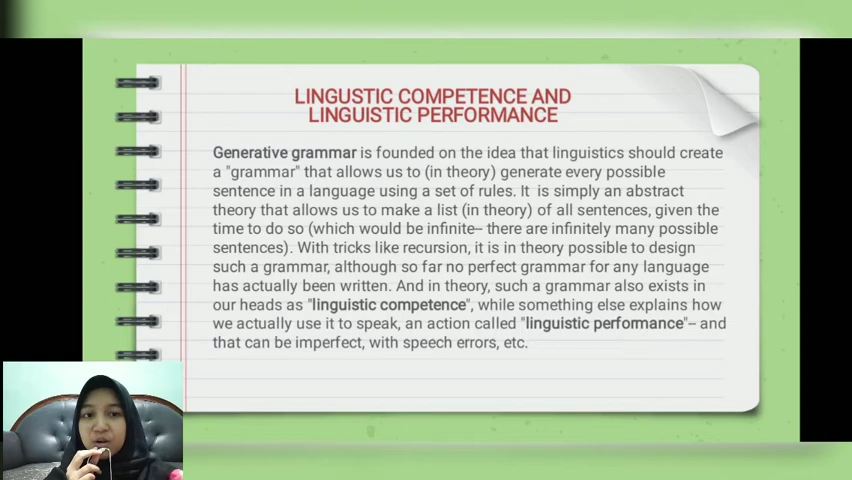 LINGUSTIC COMPETENCE AND
LINGUISTIC PERFORMANCE
Generative grammar is founded on the idea that linguistics should create
a "grammar" that allows us to (in theory) generate every possible
sentence in a language using a set of rules. It is simply an abstract
theory that allows us to make a list (in theory) of all sentences, given the
time to do so (which would be infinite-- there are infinitely many possible
sentences). With tricks like recursion, it is in theory possible to design
such a grammar, although so far no perfect grammar for any language
has actually been written. And in theory, such a grammar also exists in
our heads as "linguistic competence", while something else explains how
we actually use it to speak, an action called "linguistic performance"-- and
that can be imperfect, with speech errors, etc.